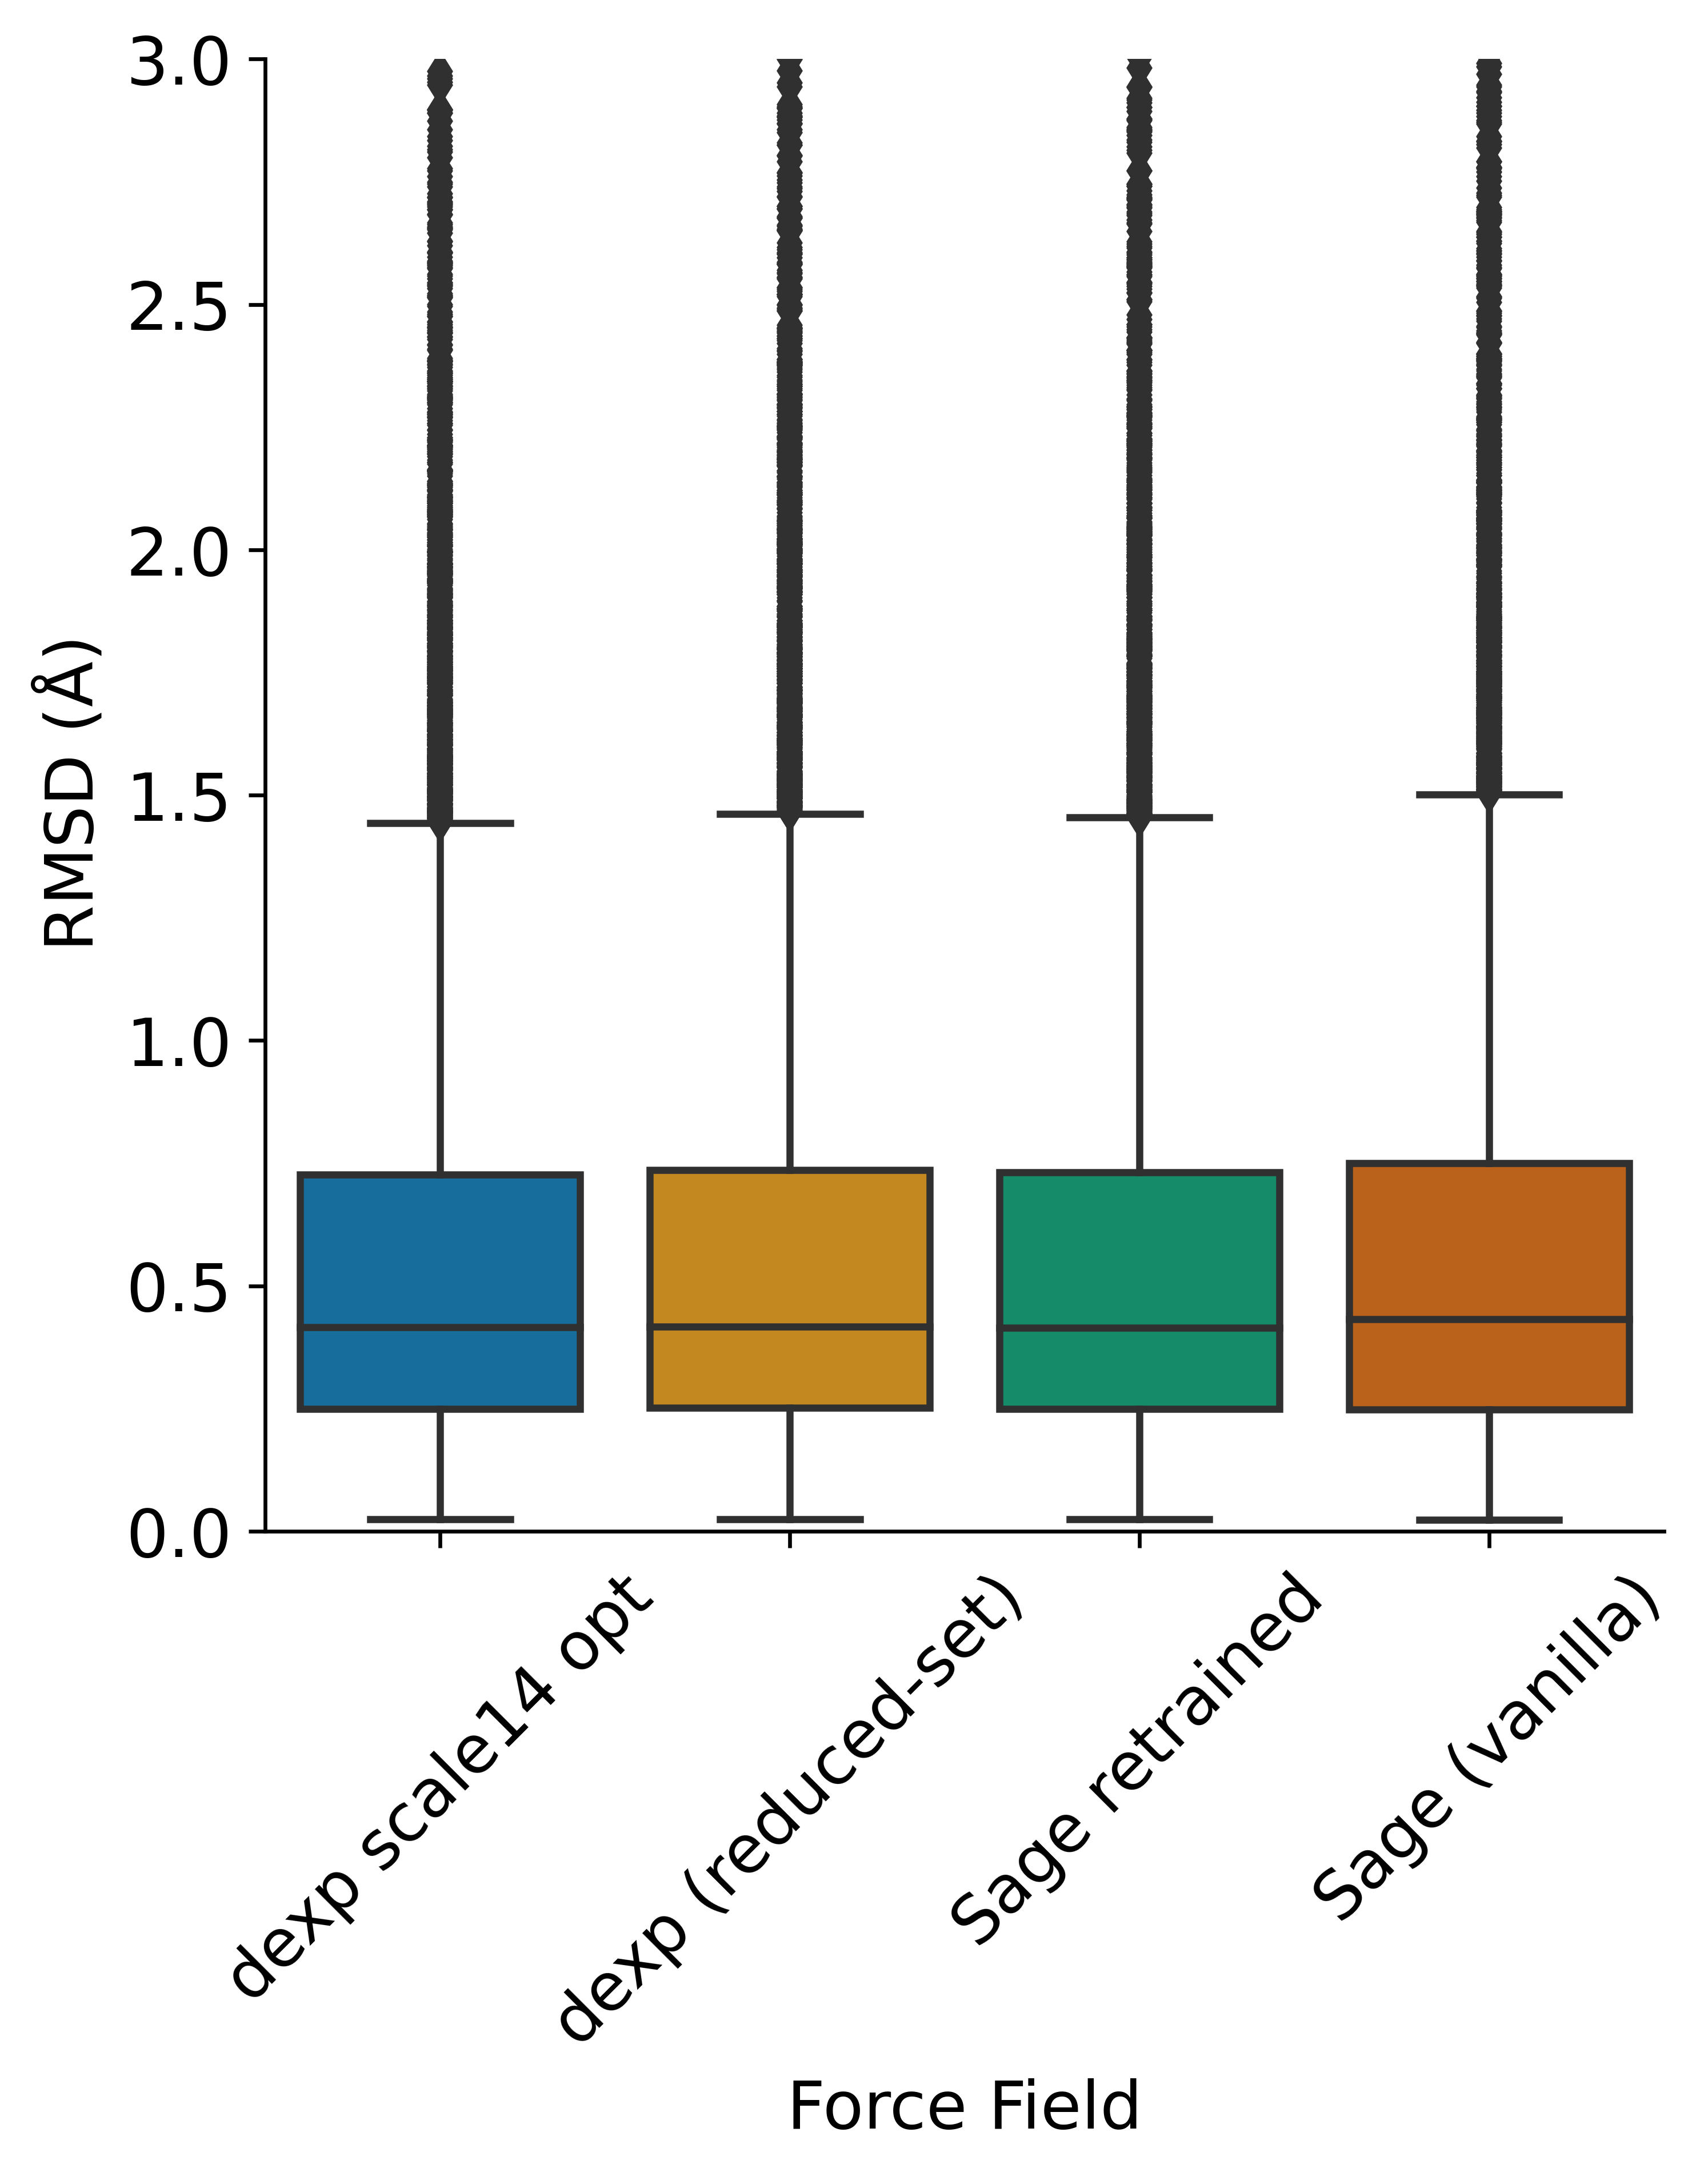 3.0
2.5
2.0
1.5
1.0
0.5
0.0
RMSD (Å)
dexp scale14 opt
dexp (reduced-set)
Sage retrained
Sage (vanilla)
Force Field